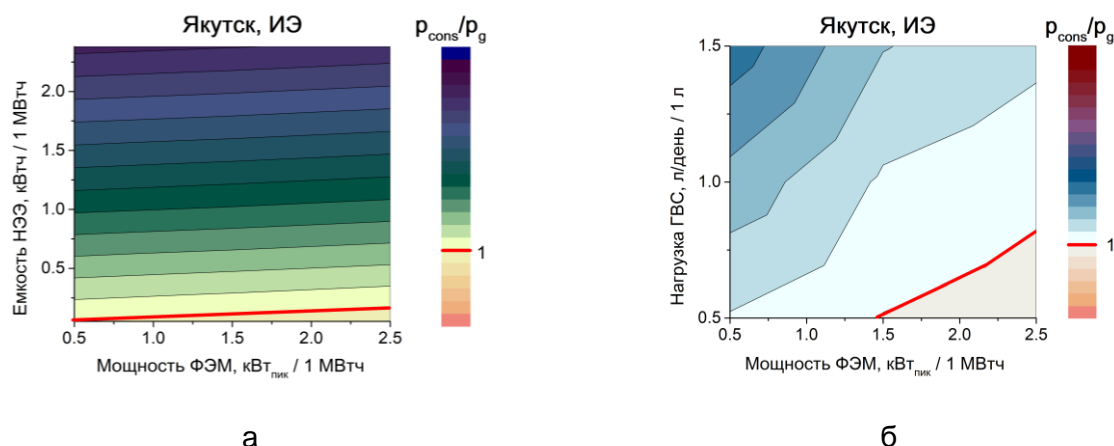 Якутск, ИЭ
p_cons/p_g
Емкость НЭЭ, кВтч / 1 МВтч
2.0
1.5
1.0
0.5
1
0.5
1.0
1.5
2.0
2.5
Мощность ФЭМ, кВт_пик / 1 МВтч
а
Якутск, ИЭ
p_cons/p_g
Нагрузка ГВС, л/день / 1 л
1.5
1.0
0.5
1
0.5
1.0
1.5
2.0
2.5
Мощность ФЭМ, кВт_пик / 1 МВтч
б